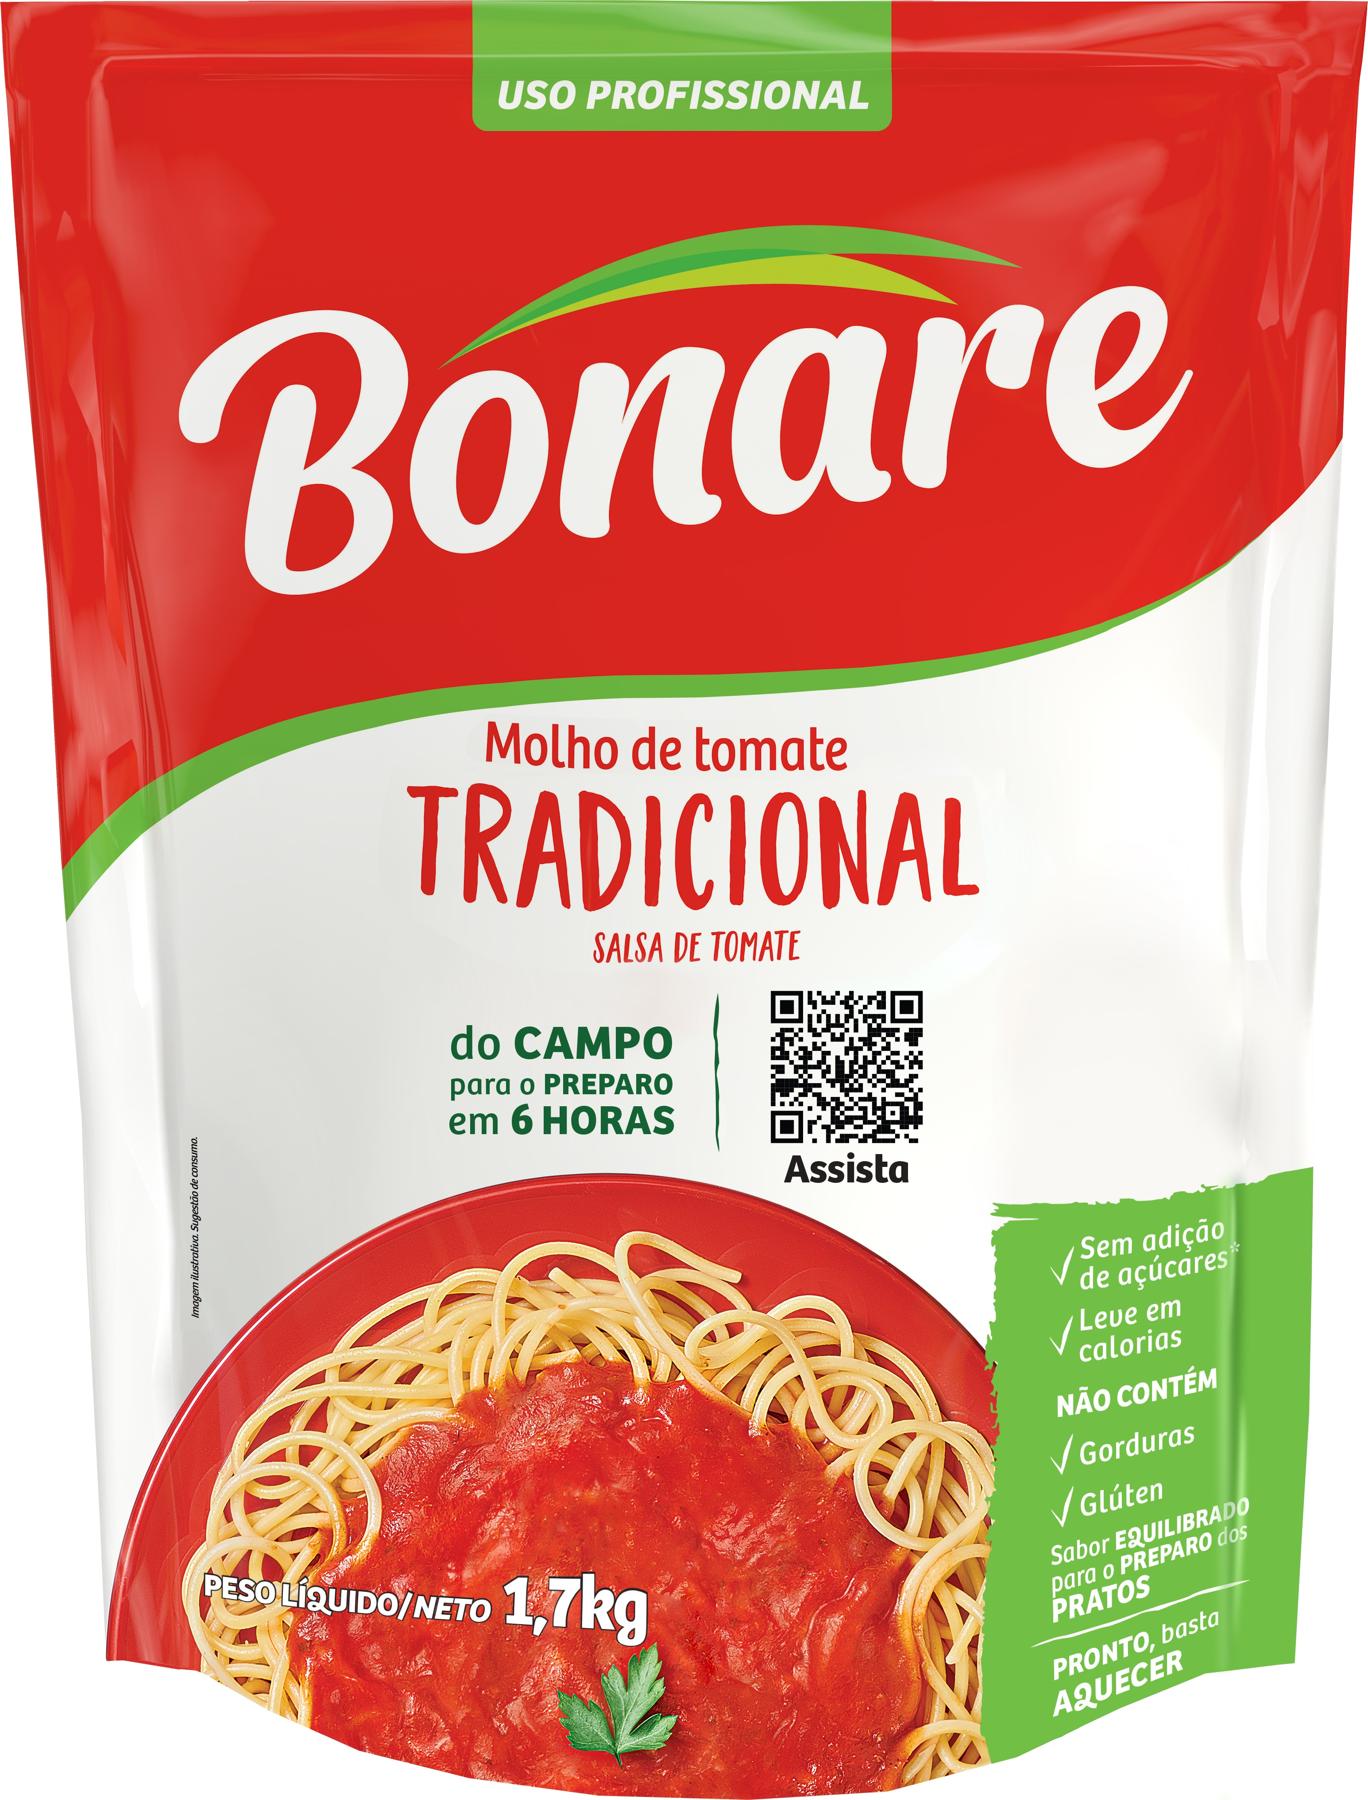 USO PROFISSIONAL
Bonare
Molho de tomate
TRADICIONAL
SALSA DE TOMATE
do CAMPO
para o PREPARO
em 6 HORAS
Assista
Imagem ilustrativa. Sugestão de consumo.
Sem adição
de açúcares*
Leve em
calorias
NÃO CONTÉM
Gorduras
Glúten
Sabor EQUILIBRADO
para o PREPARO dos
PRATOS
PRONTO, basta
AQUECER
PESO LÍQUIDO/NETO 1,7kg